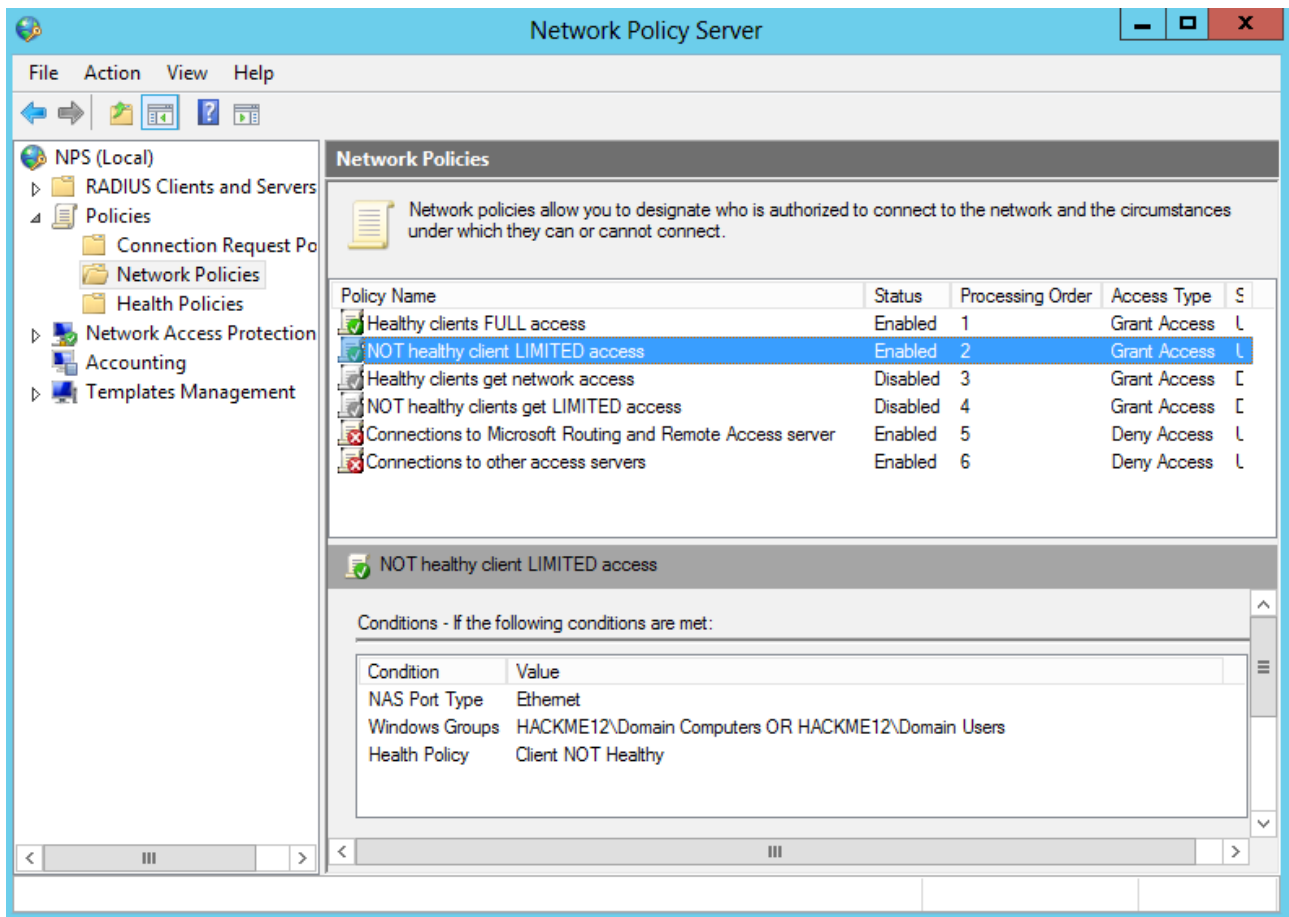 Network Policy Server
File Action View Help
NPS (Local)
RADIUS Clients and Servers
Policies
Connection Request Po
Network Policies
Health Policies
Network Access Protection
Accounting
Templates Management
Network Policies
Network policies allow you to designate who is authorized to connect to the network and the circumstances
under which they can or cannot connect.
Policy Name Status Processing Order Access Type S
Healthy clients FULL access Enabled 1 Grant Access
NOT healthy client LIMITED access Enabled 2 Grant Access
Healthy clients get network access Disabled 3 Grant Access
NOT healthy clients get LIMITED access Disabled 4 Grant Access
Connections to Microsoft Routing and Remote Access server Enabled 5 Deny Access
Connections to other access servers Enabled 6 Deny Access
NOT healthy client LIMITED access
Conditions - If the following conditions are met:
Condition Value
NAS Port Type Ethernet
Windows Groups HACKME12\Domain Computers OR HACKME12\Domain Users
Health Policy Client NOT Healthy